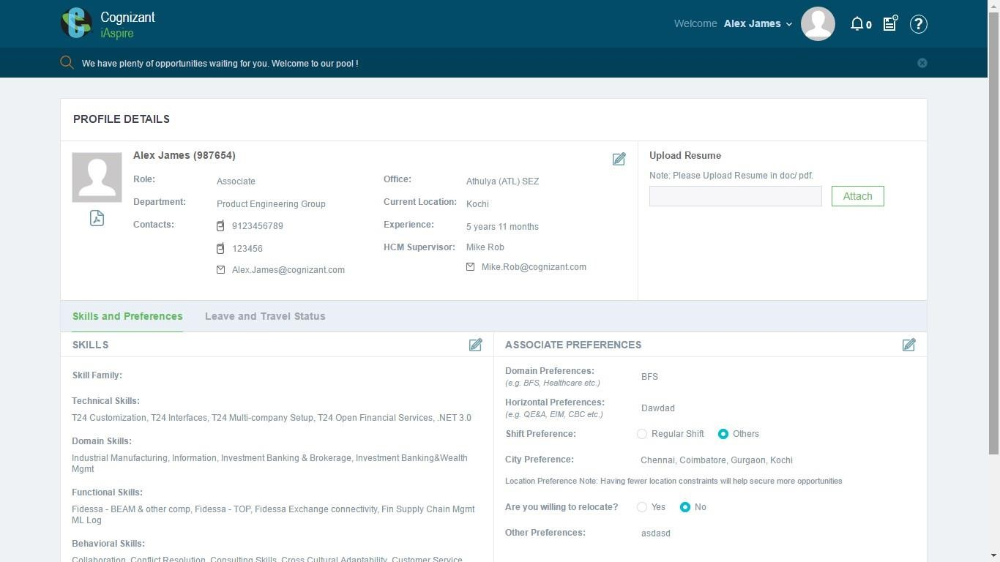 Cognizant
iAspire
Welcome Alex James
0
?
We have plenty of opportunities waiting for you. Welcome to our pool !
PROFILE DETAILS
Alex James (987654)
Role: Associate
Department: Product Engineering Group
Contacts: 9123456789
123456
Alex.James@cognizant.com
Office: Athulya (ATL) SEZ
Current Location: Kochi
Experience: 5 years 11 months
HCM Supervisor: Mike Rob
Mike.Rob@cognizant.com
Upload Resume
Note: Please Upload Resume in doc/ pdf.
Attach
Skills and Preferences
Leave and Travel Status
SKILLS
Skill Family:
Technical Skills:
T24 Customization, T24 Interfaces, T24 Multi-company Setup, T24 Open Financial Services, .NET 3.0
Domain Skills:
Industrial Manufacturing, Information, Investment Banking & Brokerage, Investment Banking&Wealth
Mgmt
Functional Skills:
Fidessa - BEAM & other comp, Fidessa - TOP, Fidessa Exchange connectivity, Fin Supply Chain Mgmt
ML Log
Behavioral Skills:
Collaboration, Conflict Resolution, Consulting Skills, Cross Cultural Adaptability, Customer Service
ASSOCIATE PREFERENCES
Domain Preferences: BFS
(e.g. BFS, Healthcare etc.)
Horizontal Preferences: Dawdad
(e.g. QE&A, EIM, CBC etc.)
Shift Preference: Regular Shift Others
City Preference: Chennai, Coimbatore, Gurgaon, Kochi
Location Preference Note: Having fewer location constraints will help secure more opportunities
Are you willing to relocate? Yes No
Other Preferences: asdasd